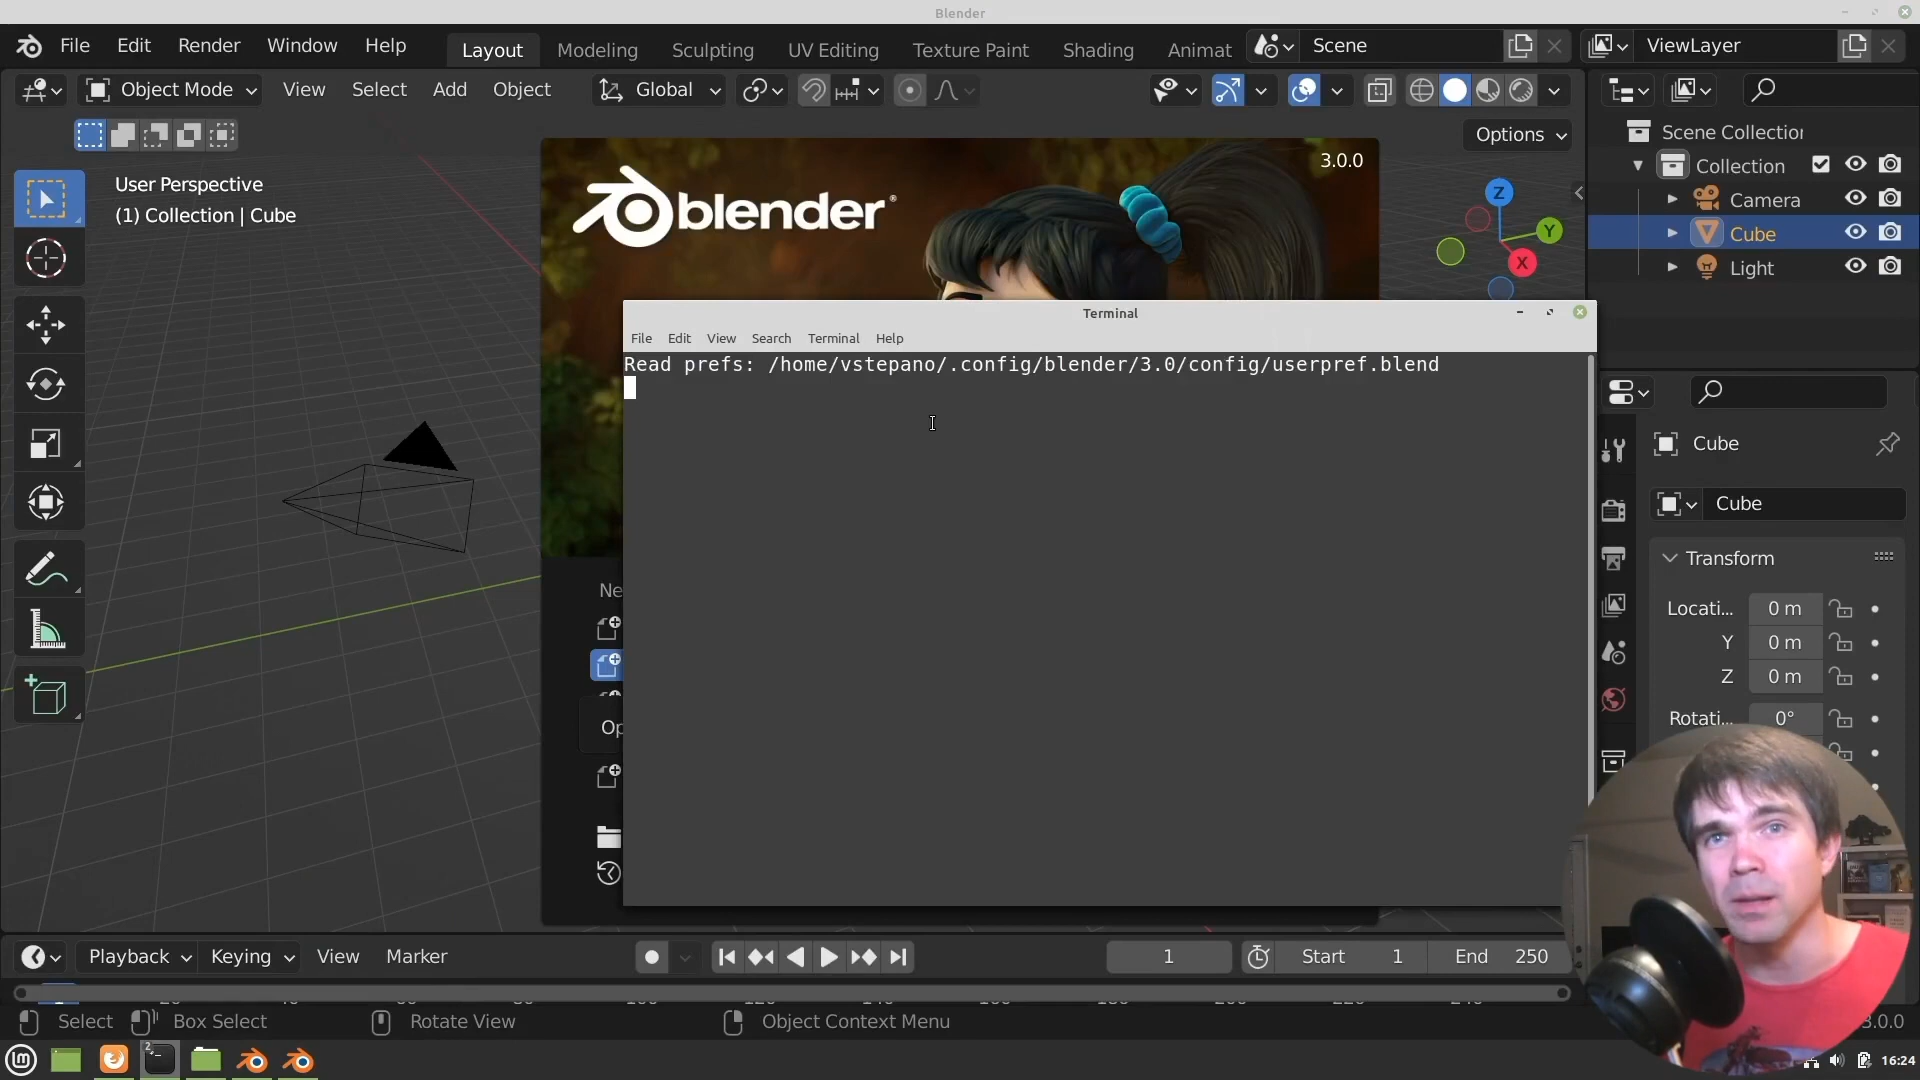 Blender
File Edit Render Window Help Layout Modeling Sculpting UV Editing Texture Paint Shading Animat Scene ViewLayer
Object Mode View Select Add Object Global
Options
User Perspective
(1) Collection | Cube
3.0.0
blender
Z
Y
X
Scene Collection
Collection
Camera
Cube
Light
Terminal
File Edit View Search Terminal Help
Read prefs: /home/vstepano/.config/blender/3.0/config/userpref.blend
Ne
Op
Cube
Cube
Transform
Locati... 0 m
Y 0 m
Z 0 m
Rotati... 0°
Playback Keying View Marker 1 Start 1 End 250
Select Box Select Rotate View Object Context Menu 3.0.0
lm 2 16:24